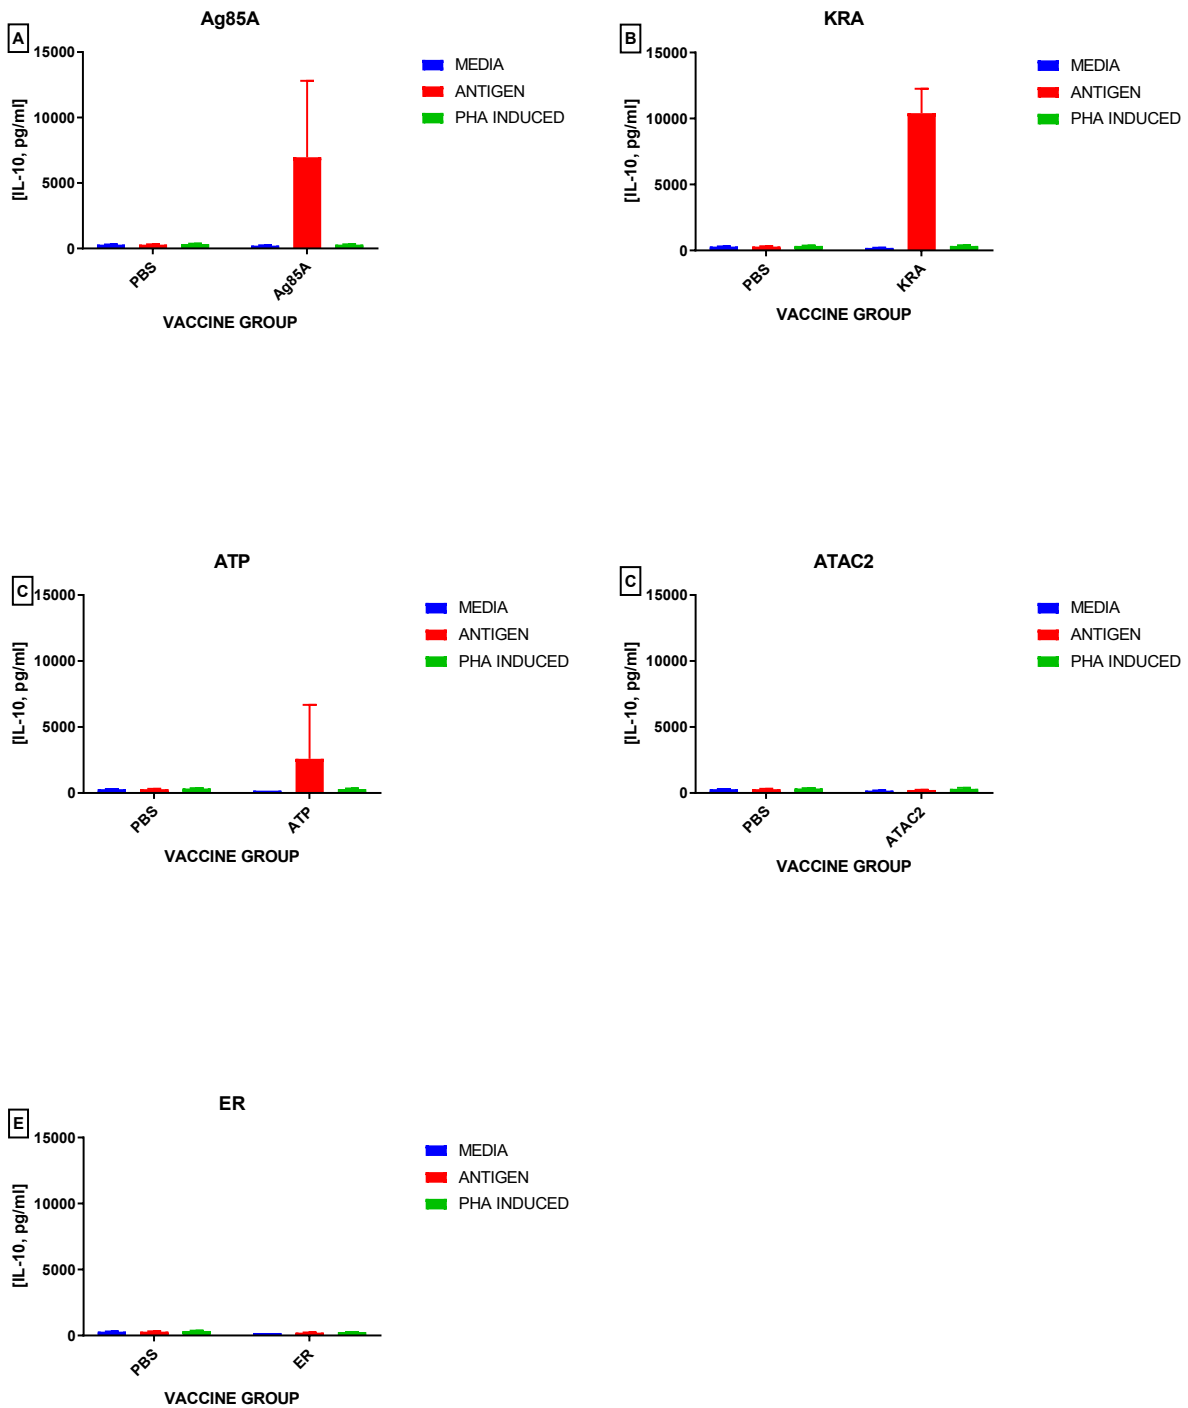 Ag85A
A
15000
10000
5000
0
[IL-10, pg/ml]
MEDIA
ANTIGEN
PHA INDUCED
PBS
Ag85A
VACCINE GROUP
KRA
B
15000
10000
5000
0
[IL-10, pg/ml]
MEDIA
ANTIGEN
PHA INDUCED
PBS
KRA
VACCINE GROUP
ATP
C
15000
10000
5000
0
[IL-10, pg/ml]
MEDIA
ANTIGEN
PHA INDUCED
PBS
ATP
VACCINE GROUP
ATAC2
C
15000
10000
5000
0
[IL-10, pg/ml]
MEDIA
ANTIGEN
PHA INDUCED
PBS
ATAC2
VACCINE GROUP
ER
E
15000
10000
5000
0
[IL-10, pg/ml]
MEDIA
ANTIGEN
PHA INDUCED
PBS
ER
VACCINE GROUP